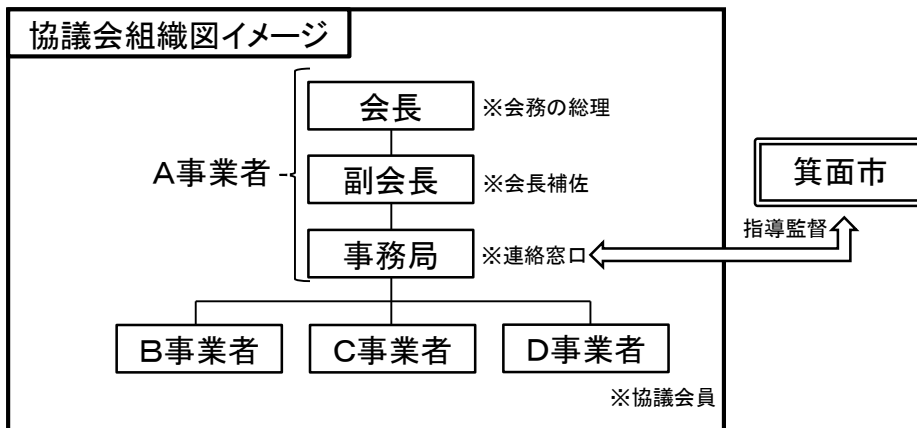 協議会組織図イメージ
会長
※会務の総理
A事業者
副会長
※会長補佐
箕面市
指導監督
事務局
※連絡窓口
B事業者
C事業者
D事業者
※協議会員